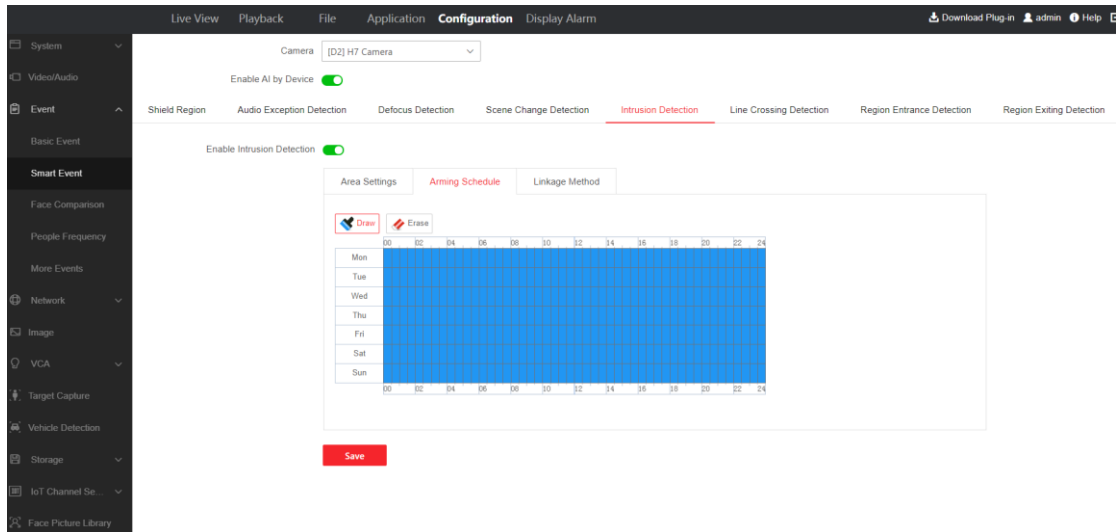 Live View Playback File Application Configuration Display Alarm Download Plug-in admin Help
System
Video/Audio
Event
Basic Event
Smart Event
Face Comparison
People Frequency
More Events
Network
Image
VCA
Target Capture
Vehicle Detection
Storage
IoT Channel Se...
Face Picture Library
Camera [D2] H7 Camera
Enable AI by Device
Shield Region Audio Exception Detection Defocus Detection Scene Change Detection Intrusion Detection Line Crossing Detection Region Entrance Detection Region Exiting Detection
Enable Intrusion Detection
Area Settings Arming Schedule Linkage Method
Draw Erase
00 02 04 06 08 10 12 14 16 18 20 22 24
Mon
Tue
Wed
Thu
Fri
Sat
Sun
00 02 04 06 08 10 12 14 16 18 20 22 24
Save